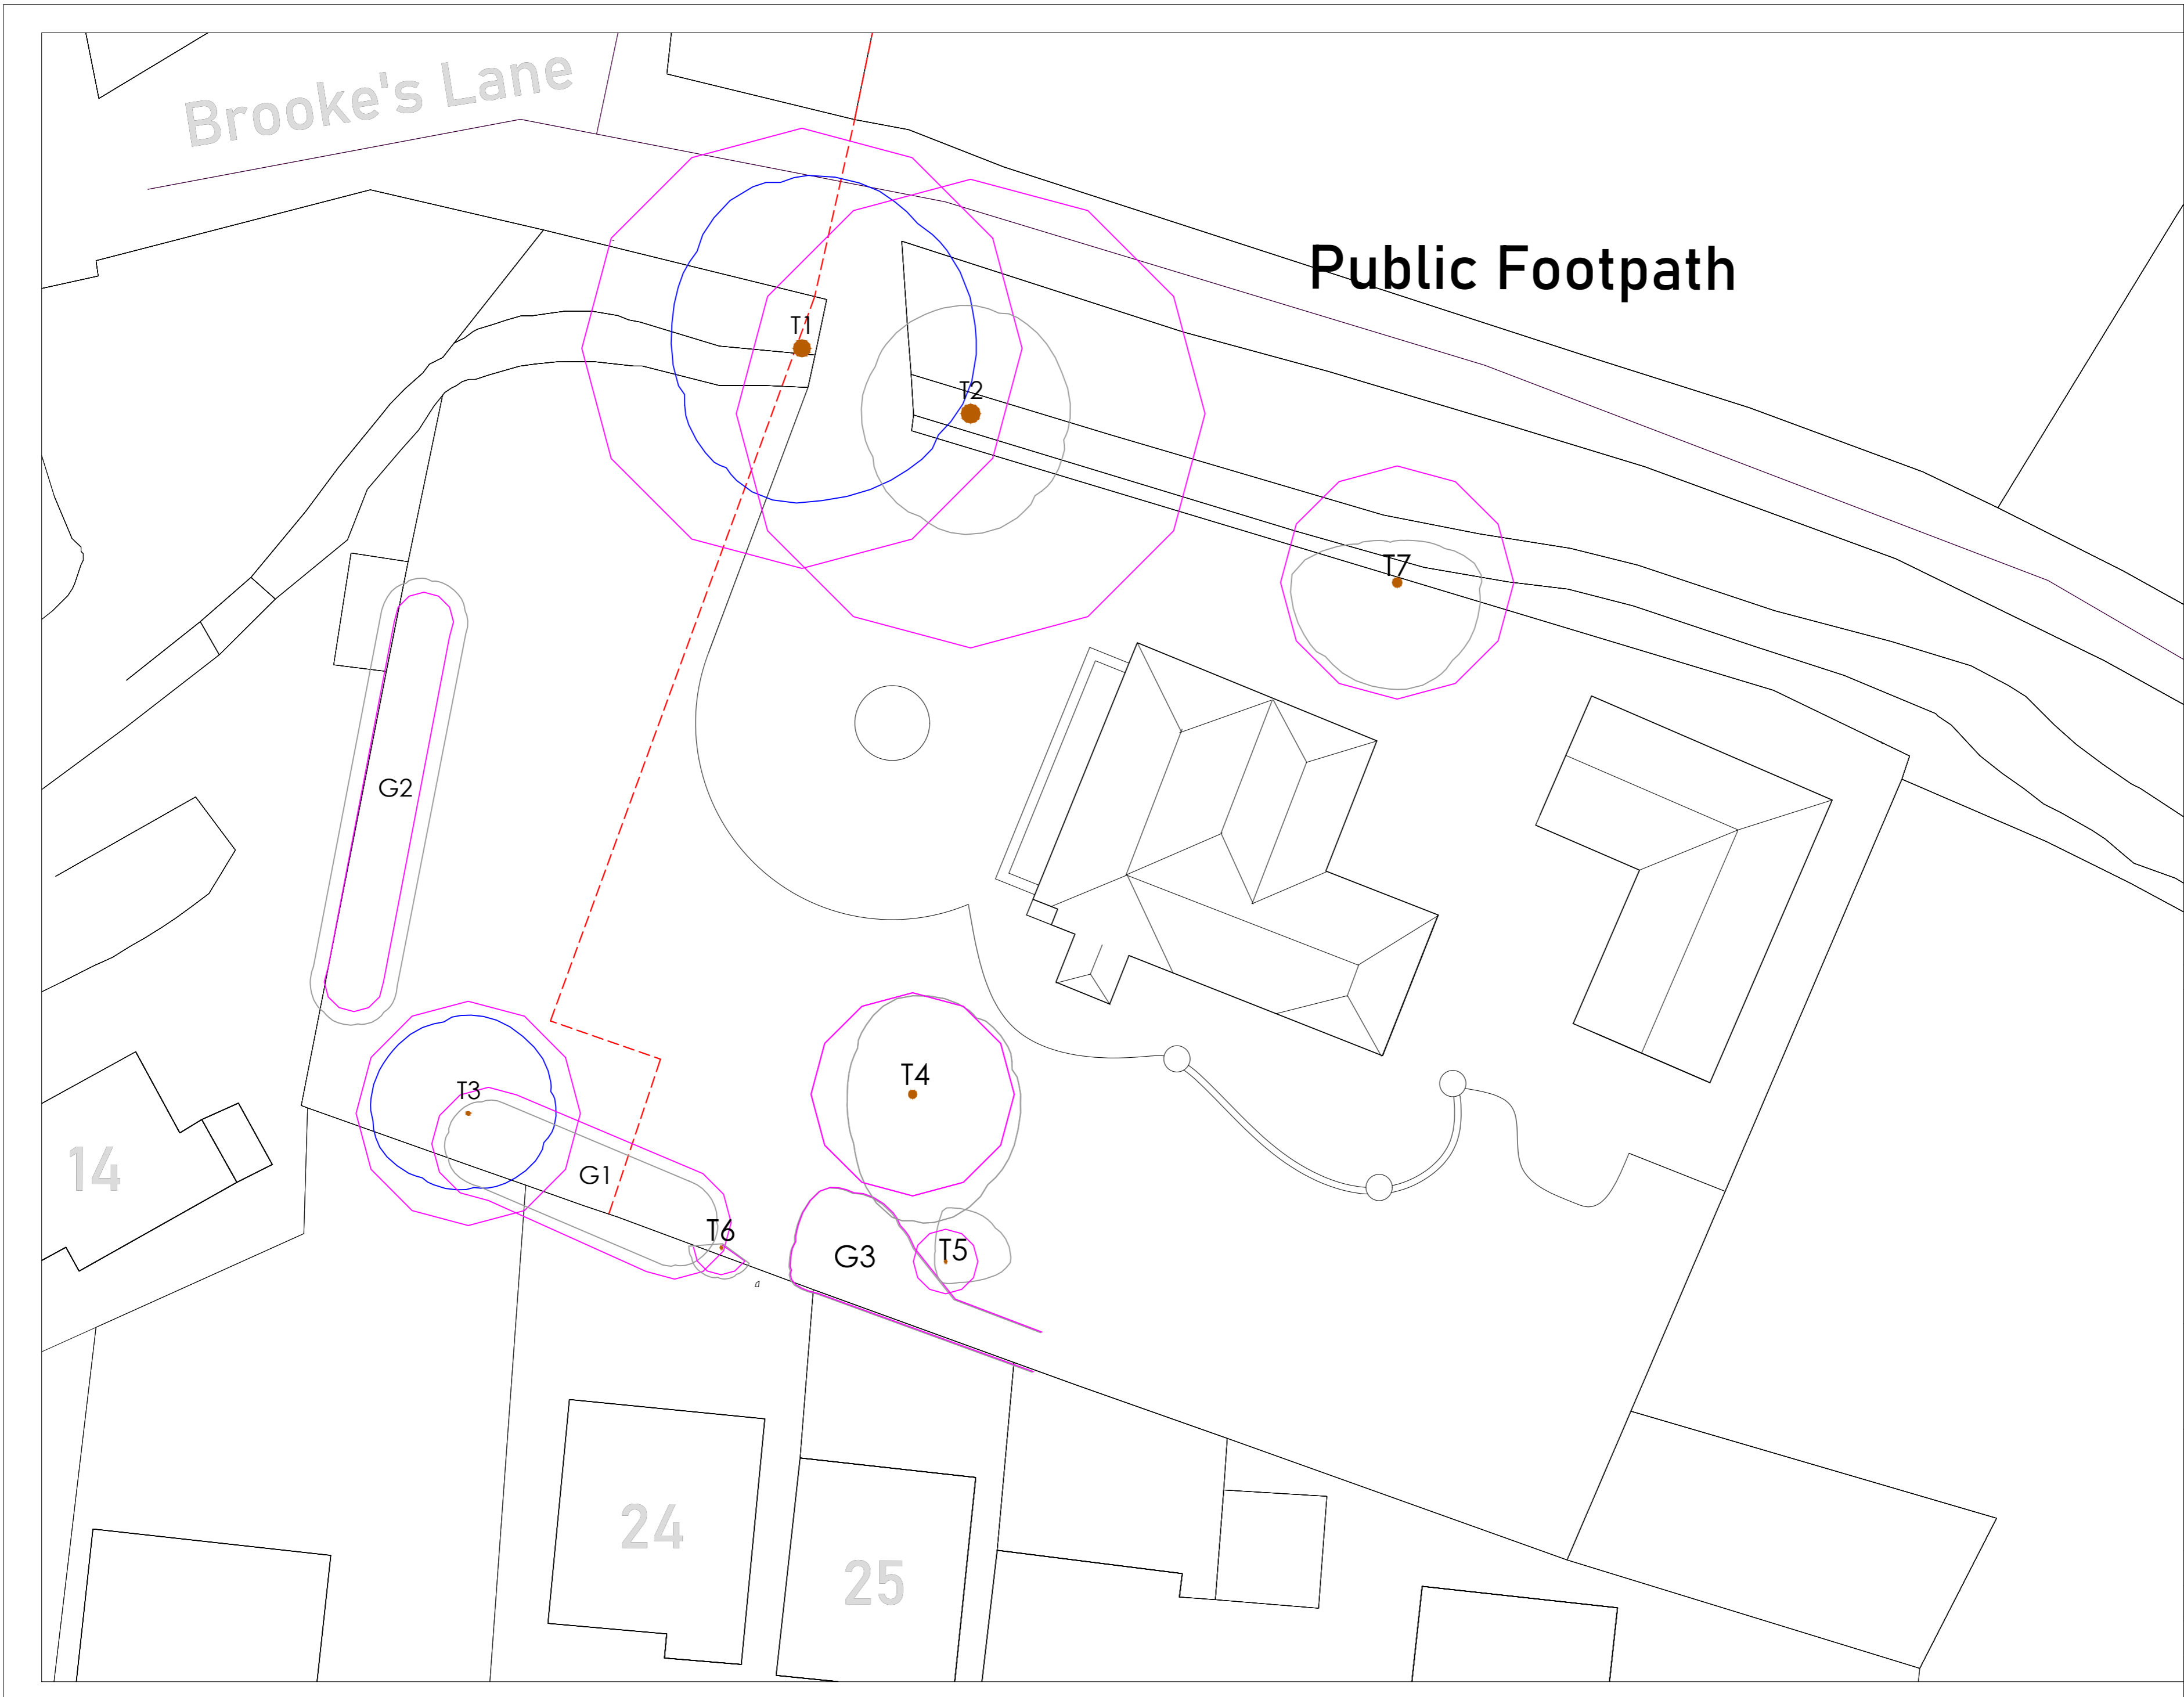 Brooke's Lane
Public Footpath
T1
T2
T7
G2
T3
T4
G1
T6
G3
T5
14
24
25